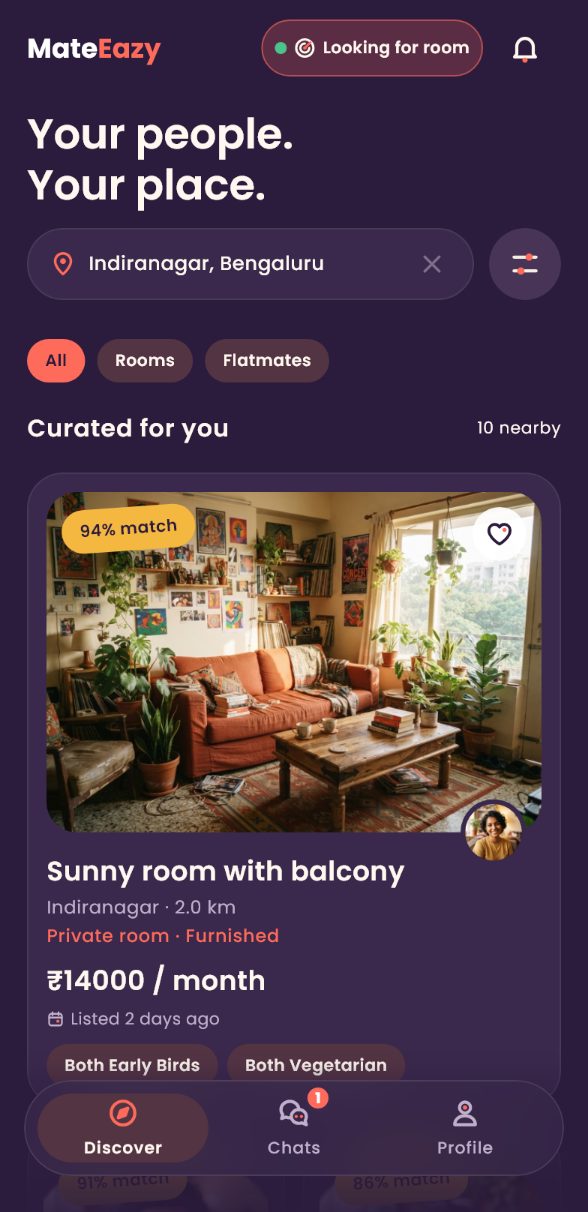 MateEazy
Looking for room
Your people.
Your place.
Indiranagar, Bengaluru
All
Rooms
Flatmates
Curated for you
10 nearby
94% match
Sunny room with balcony
Indiranagar · 2.0 km
Private room · Furnished
₹14000 / month
Listed 2 days ago
Both Early Birds
Both Vegetarian
1
Discover
Chats
Profile
91% match
86% match